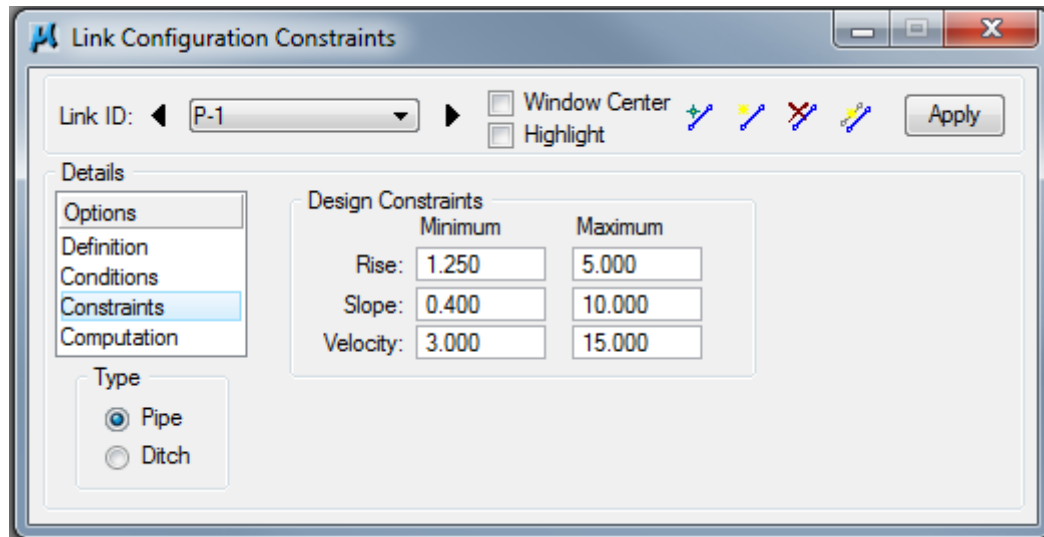 Link Configuration Constraints
Link ID: P-1 Window Center
Highlight
Apply
Details
Options
Definition
Conditions
Constraints
Computation
Type
Pipe
Ditch
Design Constraints
Minimum Maximum
Rise: 1.250 5.000
Slope: 0.400 10.000
Velocity: 3.000 15.000